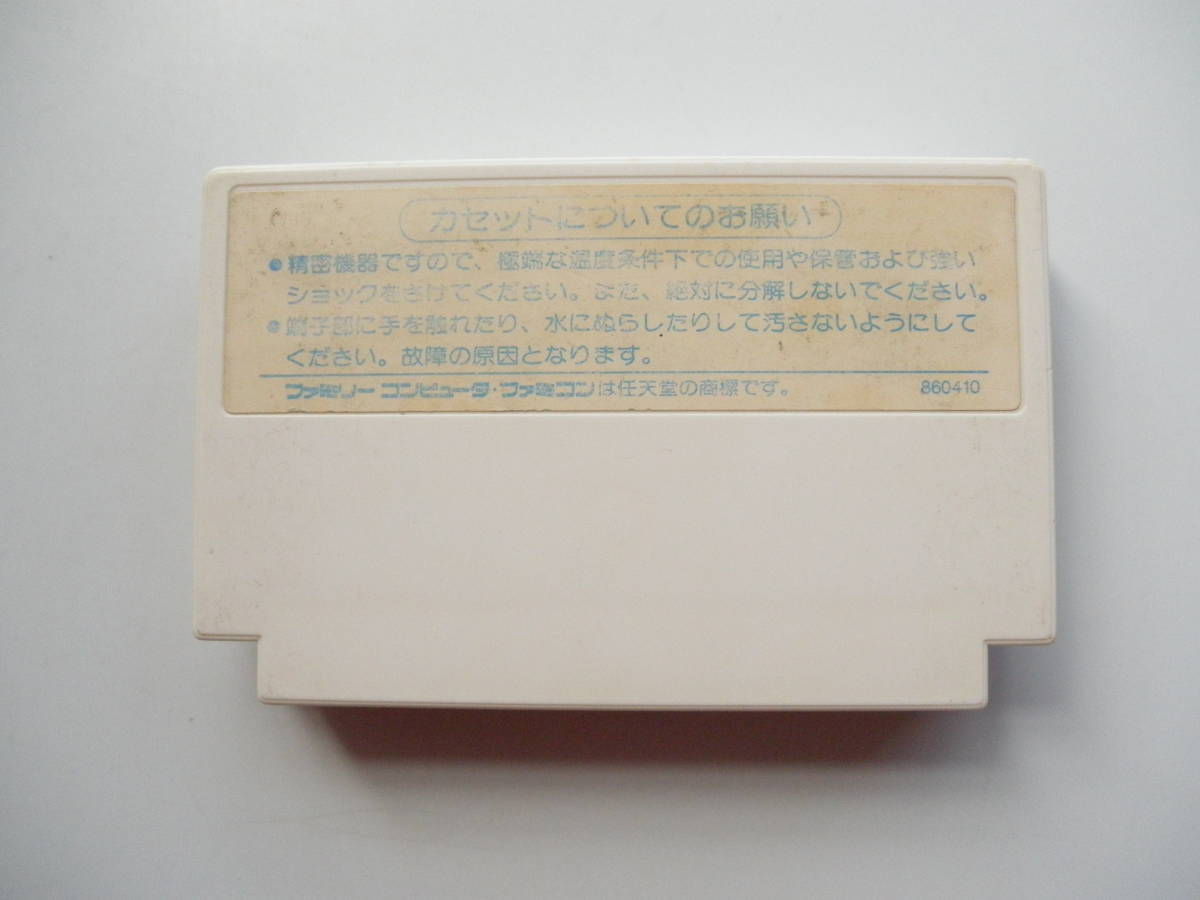 カセットについてのお願い
●精密機器ですので、極端な温度条件下での使用や保管および強い
ショックをさけてください。また、絶対に分解しないでください。
●端子部に手を触れたり、水にぬらしたりして汚さないようにして
ください。故障の原因となります。
ファミリー コンピュータ・ファミコンは任天堂の商標です。 860410